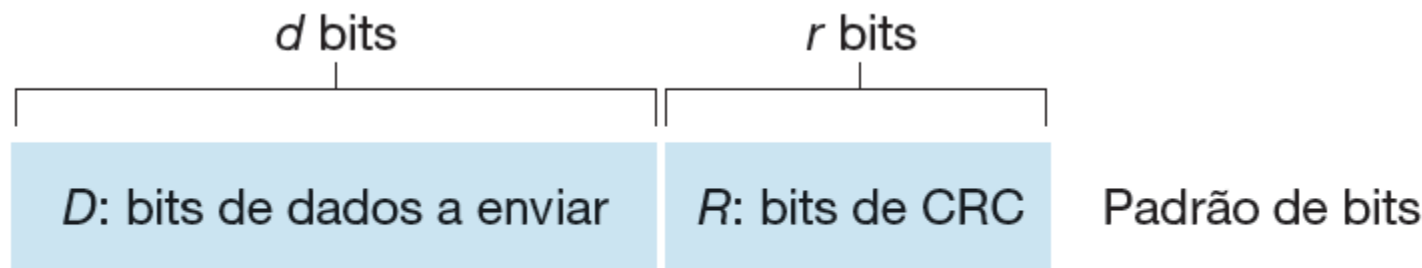 d bits r bits
D: bits de dados a enviar R: bits de CRC Padrão de bits